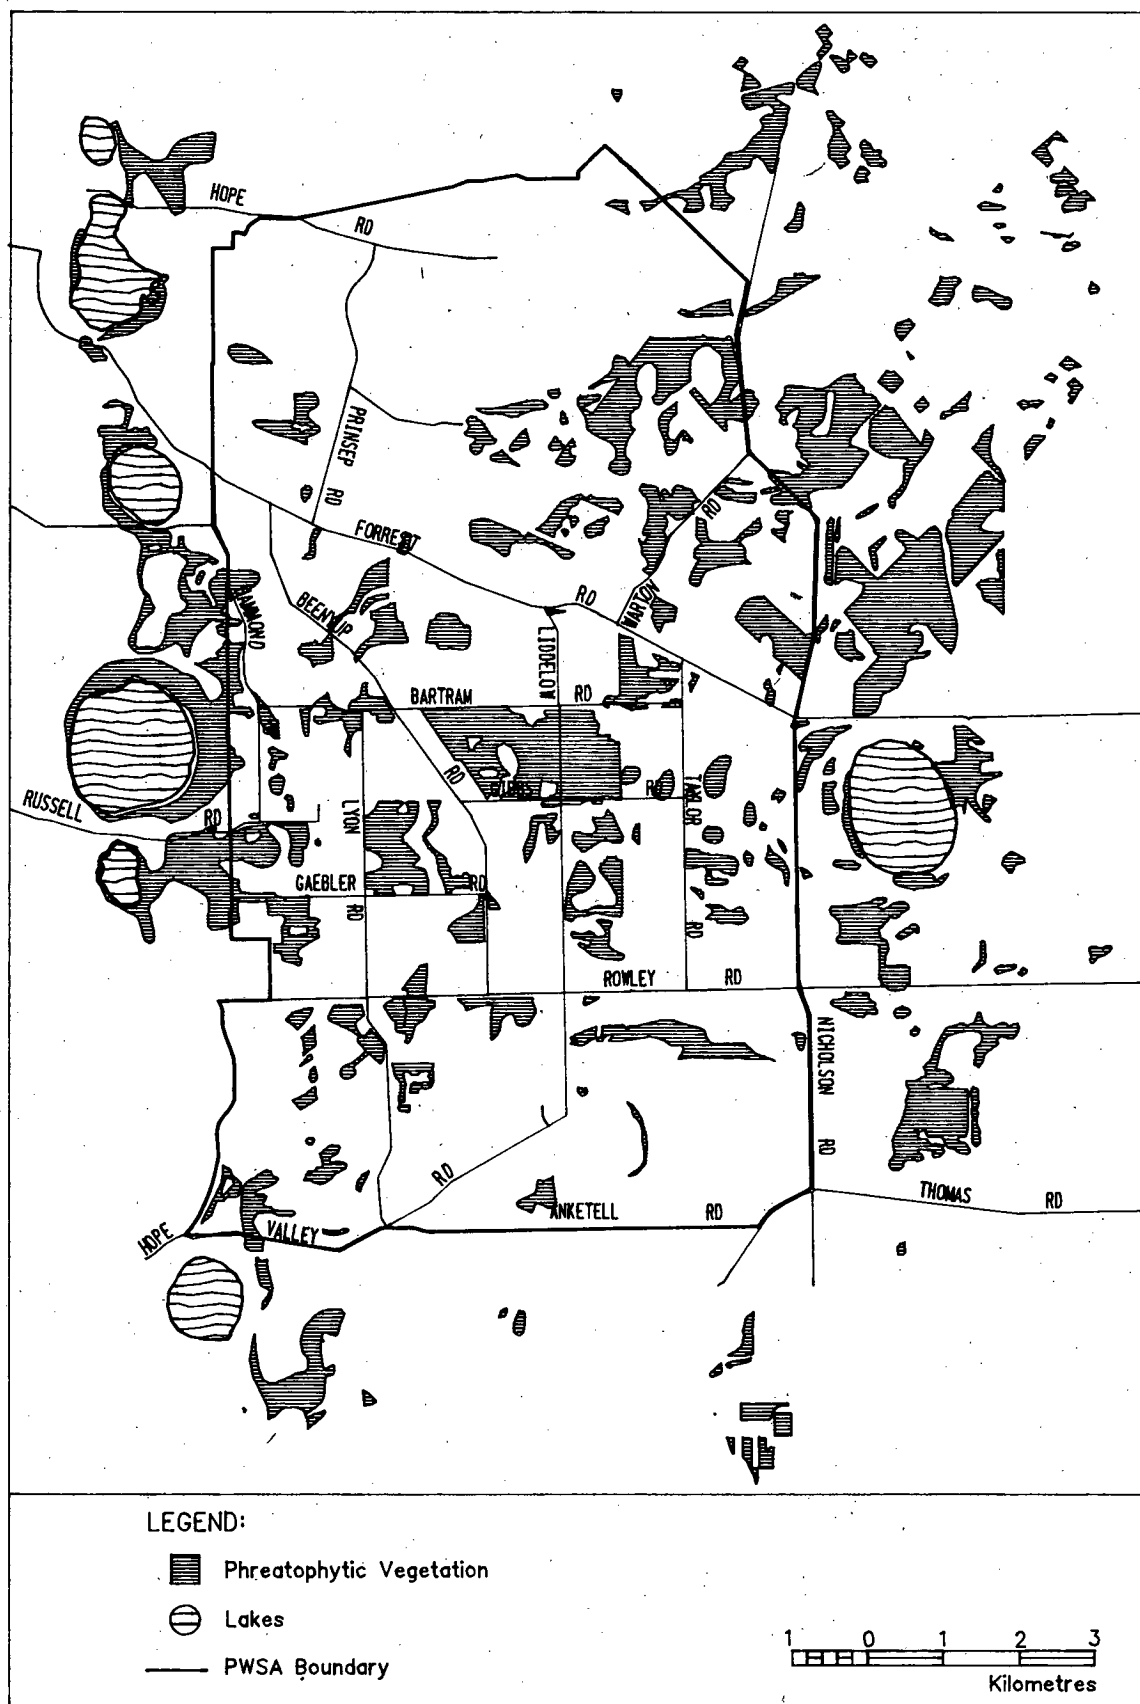 HOPE
RD
PRINSEP
RD
FORREST
RD
RD
WARTON
HAMMOND
BEENYUP
LIDDELOW
BARTRAM
RD
RD
GIBBS
RD
TAYLOR
RUSSELL
RD
LYON
GAEBLER
RD
RD
RD
ROWLEY
RD
NICHOLSON
RD
RD
THOMAS
RD
ANKETELL
RD
HOPE
VALLEY
LEGEND:
Phreatophytic Vegetation
Lakes
PWSA Boundary
1 0 1 2 3
Kilometres